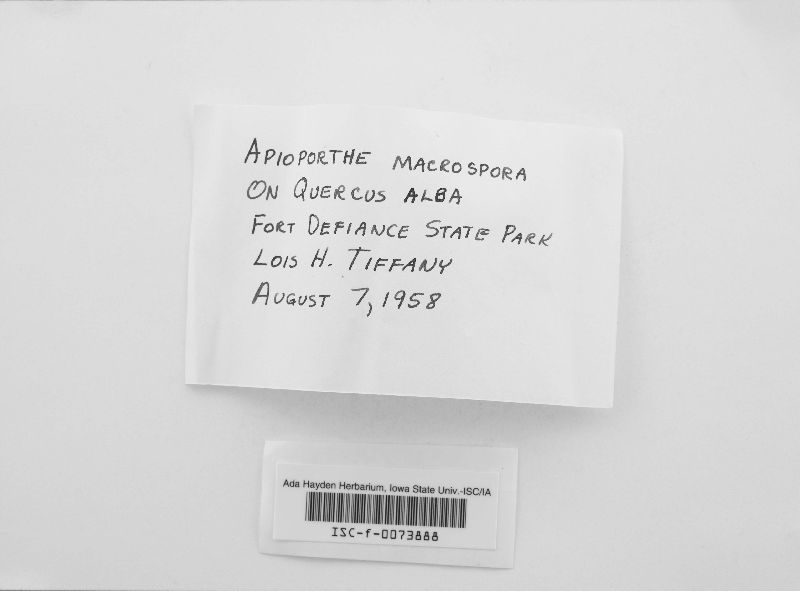 APIOPORTHE MACROSPORA
ON QUERCUS ALBA
FORT DEFIANCE STATE PARK
LOIS H. TIFFANY
AUGUST 7, 1958
Ada Hayden Herbarium, Iowa State Univ.-ISC/IA
ISC-f-0073888